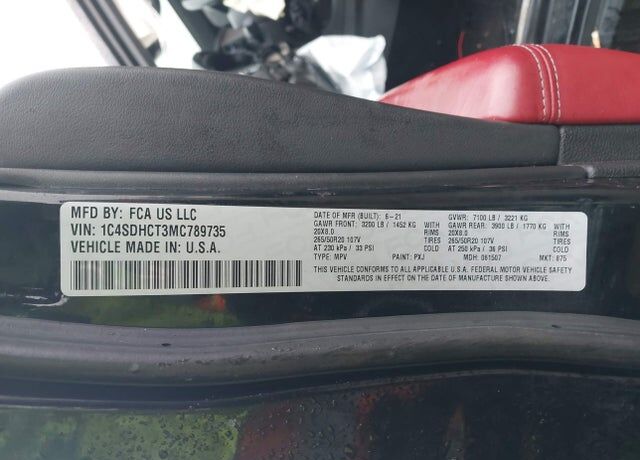 MFD BY: FCA US LLC
VIN: 1C4SDHCT3MC789735
VEHICLE MADE IN U.S.A.
DATE OF MFR (BUILT): 6-21 GVWR: 7100 LB / 3221 KG
GAWR FRONT: 3200 LB / 1452 KG GAWR REAR: 3900 LB / 1770 KG
20X8.0 RIMS 20X8.0 RIMS
265/50R20 107V TIRES 265/50R20 107V TIRES
AT 230 kPa / 33 PSI COLD AT 250 kPa / 36 PSI COLD
TYPE: MPV PAINT: PXJ MDH: 061507 MKT: 875
THIS VEHICLE CONFORMS TO ALL APPLICABLE U.S.A. FEDERAL MOTOR VEHICLE SAFETY
STANDARDS IN EFFECT ON THE DATE OF MANUFACTURE SHOWN ABOVE.